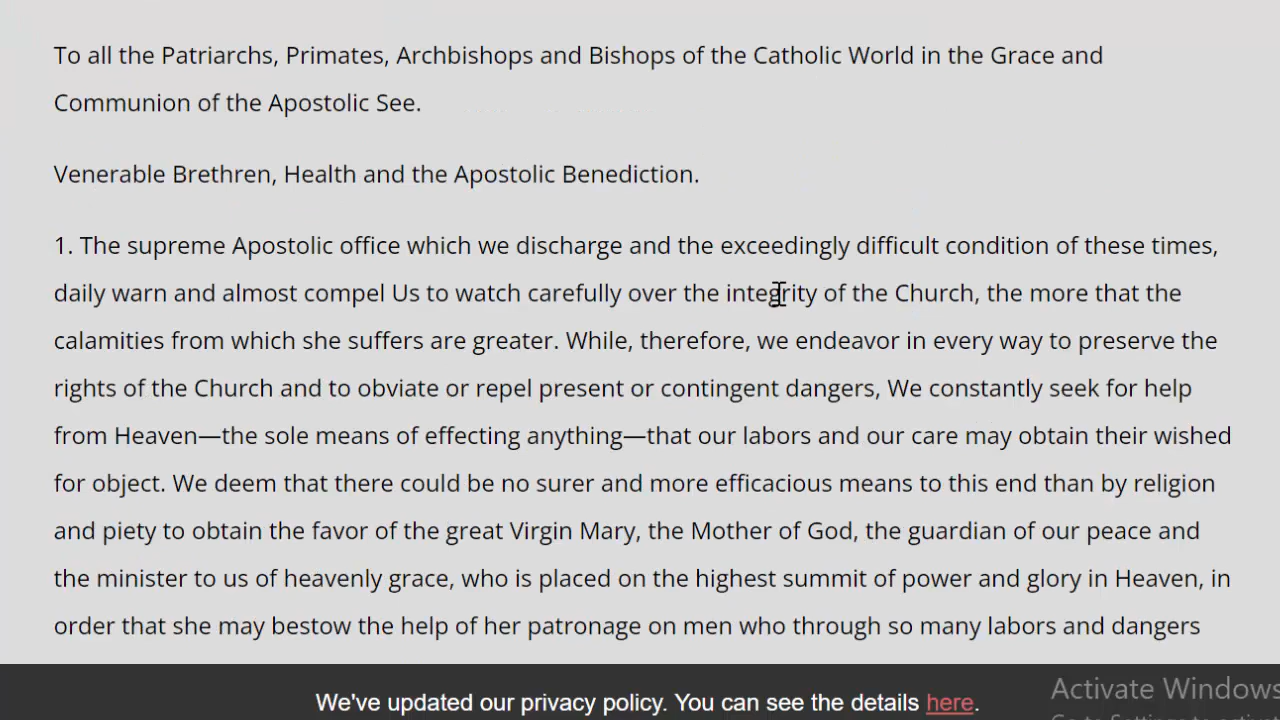 To all the Patriarchs, Primates, Archbishops and Bishops of the Catholic World in the Grace and
Communion of the Apostolic See.
Venerable Brethren, Health and the Apostolic Benediction.
1. The supreme Apostolic office which we discharge and the exceedingly difficult condition of these times,
daily warn and almost compel Us to watch carefully over the integrity of the Church, the more that the
calamities from which she suffers are greater. While, therefore, we endeavor in every way to preserve the
rights of the Church and to obviate or repel present or contingent dangers, We constantly seek for help
from Heaven—the sole means of effecting anything—that our labors and our care may obtain their wished
for object. We deem that there could be no surer and more efficacious means to this end than by religion
and piety to obtain the favor of the great Virgin Mary, the Mother of God, the guardian of our peace and
the minister to us of heavenly grace, who is placed on the highest summit of power and glory in Heaven, in
order that she may bestow the help of her patronage on men who through so many labors and dangers
We've updated our privacy policy. You can see the details here.
Activate Windows